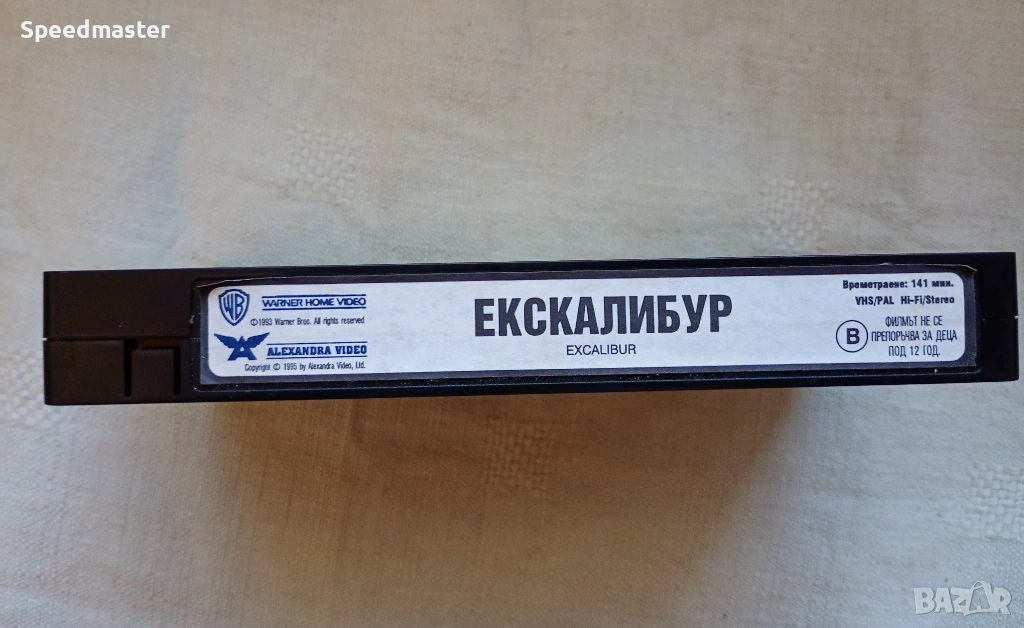 Speedmaster
WB
WARNER HOME VIDEO
©1993 Warner Bros. All rights reserved
ALEXANDRA VIDEO
Copyright © 1995 by Alexandra Video, Ltd.
ЕКСКАЛИБУР
EXCALIBUR
Времетраене: 141 мин.
VHS/PAL Hi-Fi/Stereo
B
ФИЛМЪТ НЕ СЕ
ПРЕПОРЪЧВА ЗА ДЕЦА
ПОД 12 ГОД.
BAZAR